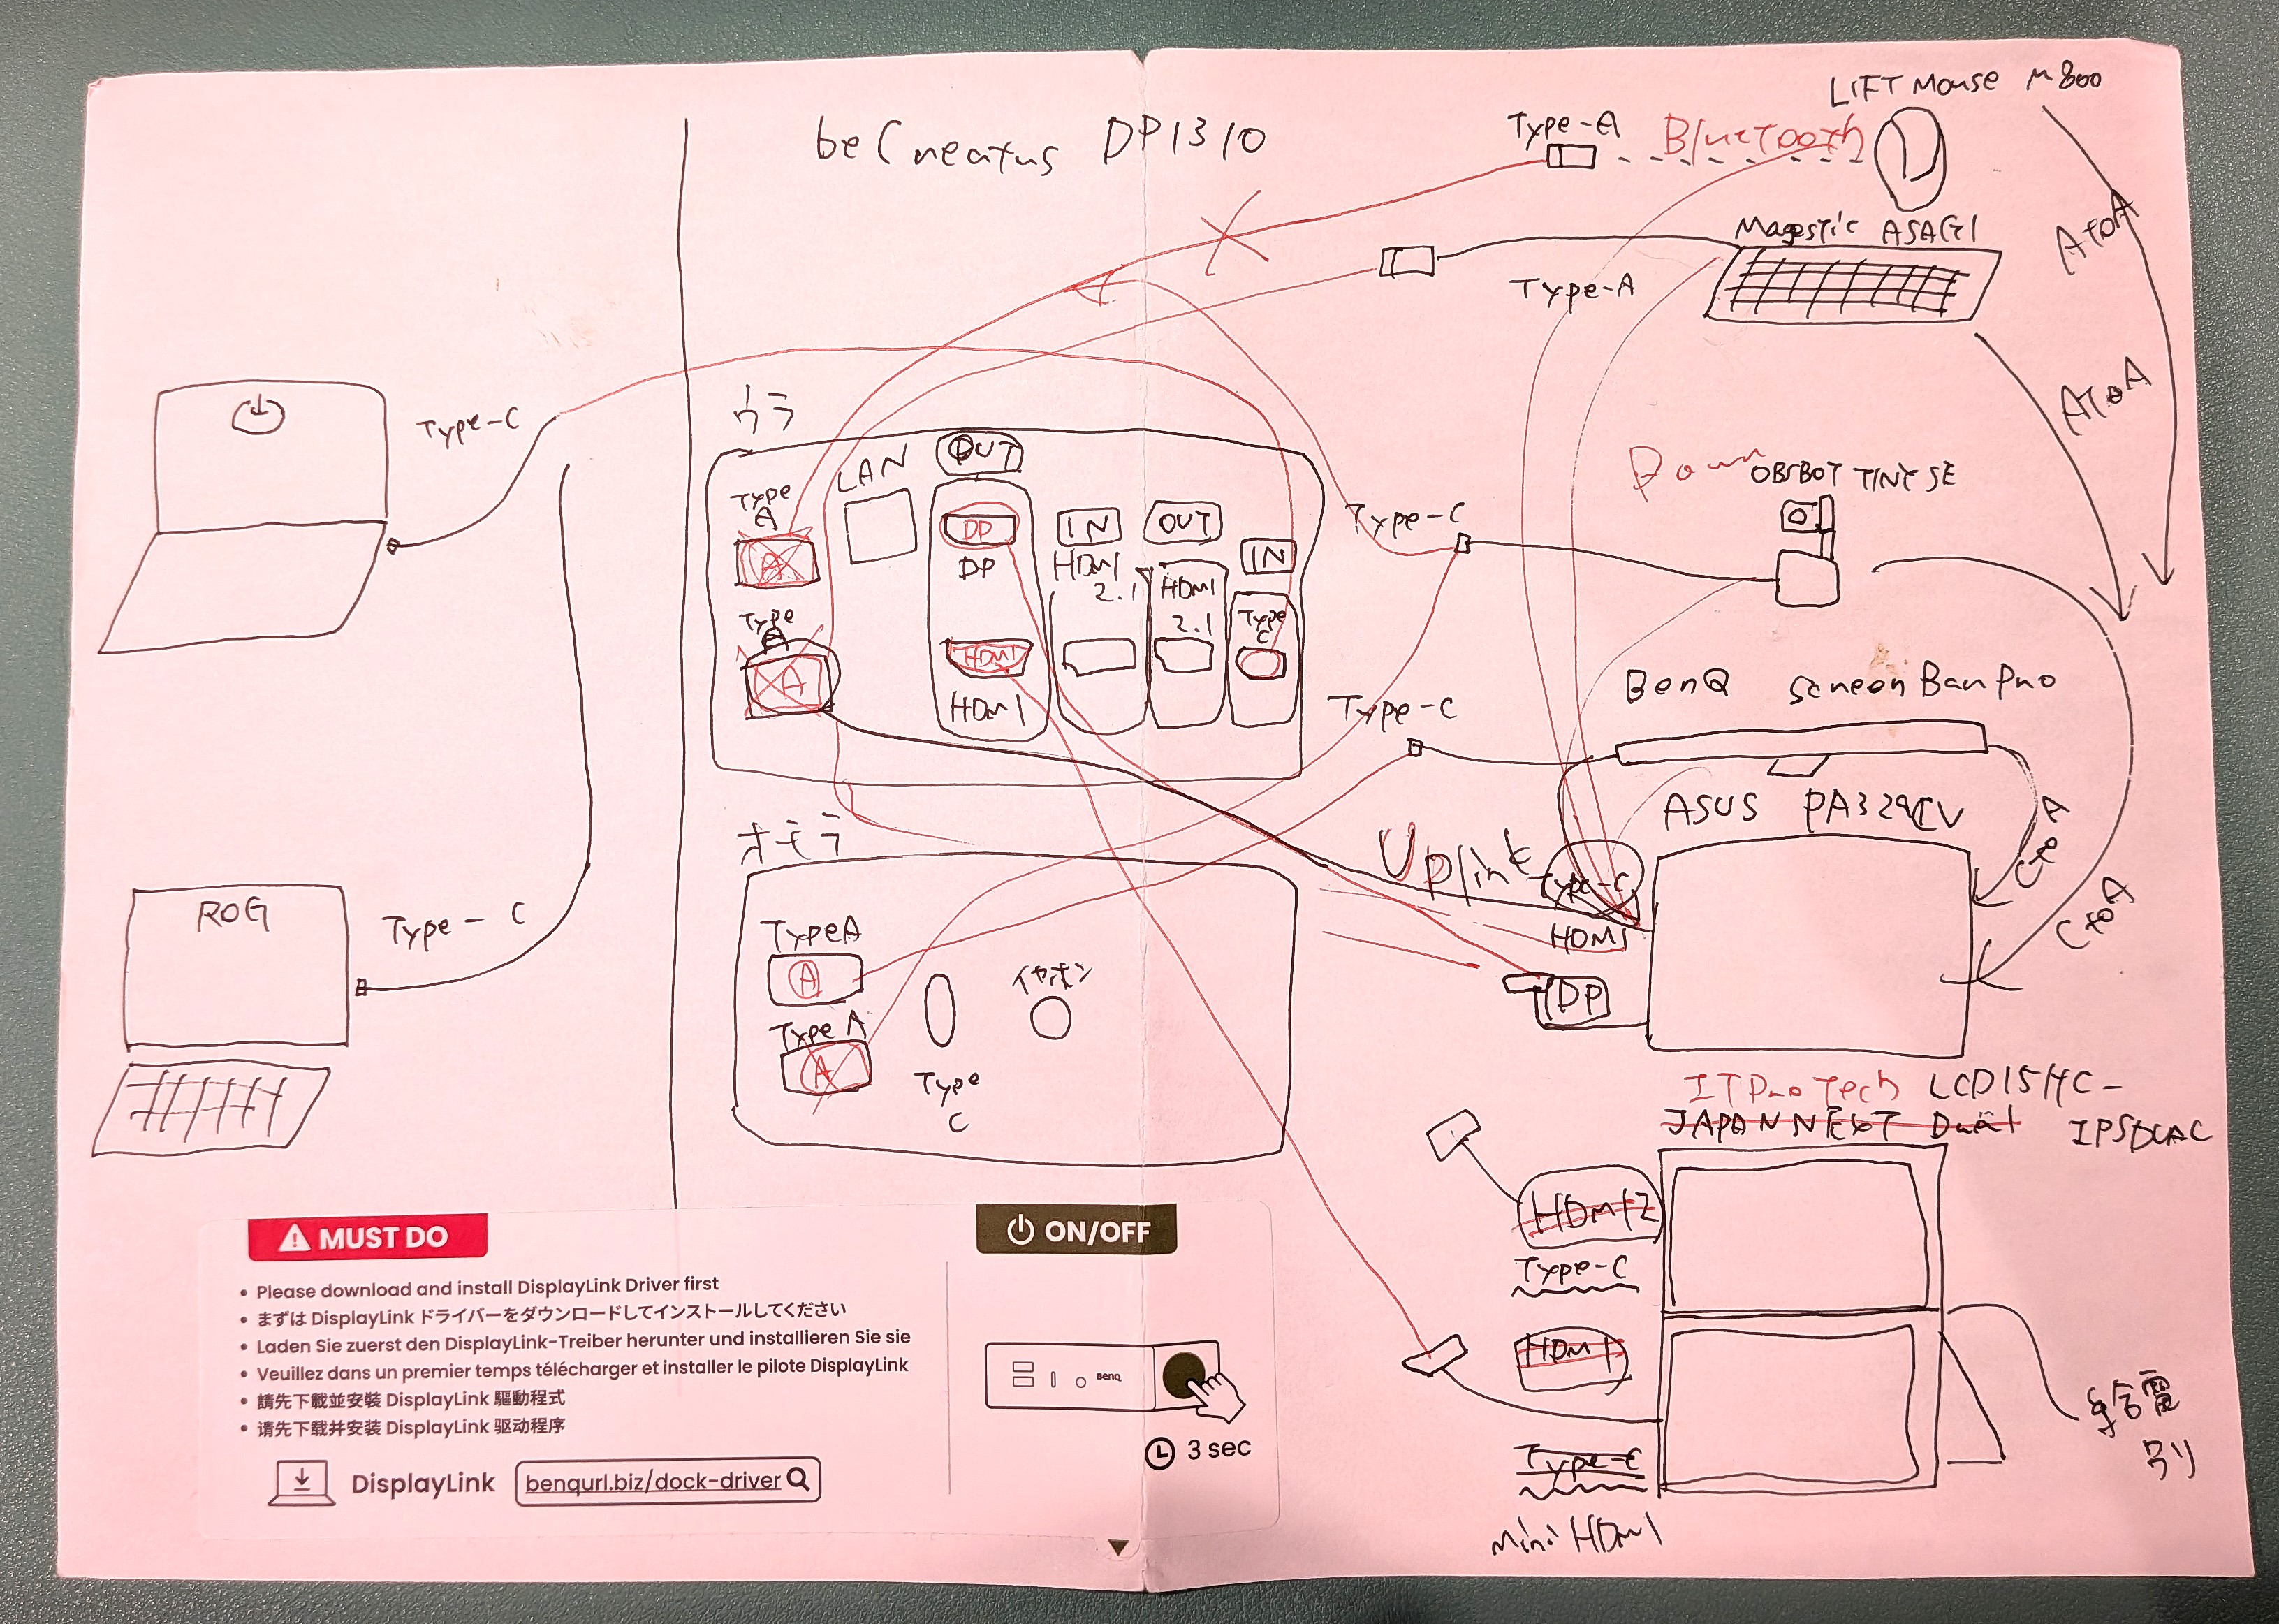 LIFT Mouse M800
beCreatus DP1310
Type-A
Bluetooth
Magestic ASAGI
AtoA
Type-A
AtoA
Type-C
ウラ
OUT
LAN
Type
A
A
DP
DP
IN
HDMI
2.1
OUT
HDMI
2.1
IN
Type
C
Type
A
A
HDMI
HDMI
Down
OBSBOT TINY SE
Type-C
BenQ ScreenBar Pro
Type-C
ASUS PA329CV
CtoA
CtoA
オモテ
Uplink
Type-C
HDMI
DP
ROG
Type-C
TypeA
A
Type A
A
Type
C
イヤホン
ITProTech LCD15HC-
JAPANNEXT Dual IPSDUAC
HDMI2
Type-C
HDMI
Type-C
Mini HDMI
給電
アリ
MUST DO
• Please download and install DisplayLink Driver first
• まずは DisplayLink ドライバーをダウンロードしてインストールしてください
• Laden Sie zuerst den DisplayLink-Treiber herunter und installieren Sie sie
• Veuillez dans un premier temps télécharger et installer le pilote DisplayLink
• 請先下載並安裝 DisplayLink 驅動程式
• 请先下载并安装 DisplayLink 驱动程序
DisplayLink benqurl.biz/dock-driver
ON/OFF
BenQ
3 sec